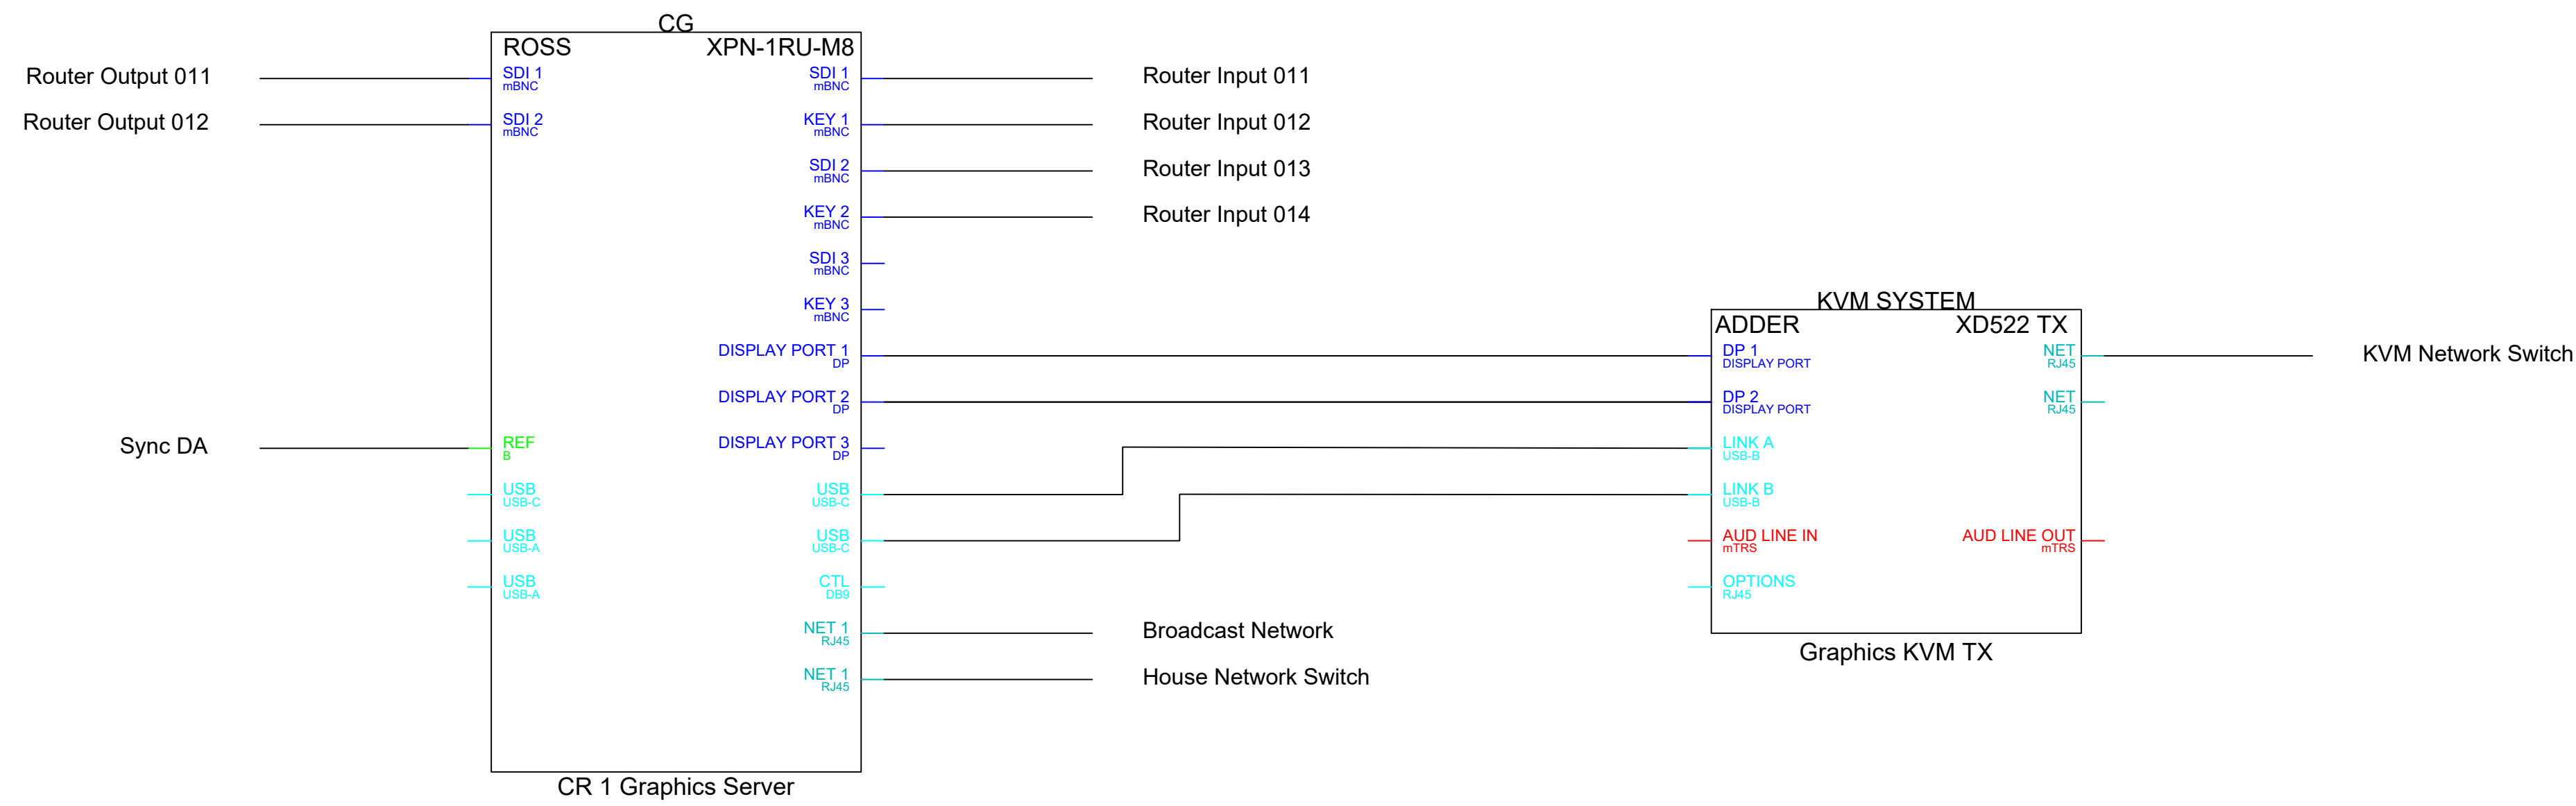 CG
ROSS XPN-1RU-M8
Router Output 011
SDI 1
mBNC
SDI 1
mBNC
Router Input 011
Router Output 012
SDI 2
mBNC
KEY 1
mBNC
Router Input 012
SDI 2
mBNC
Router Input 013
KEY 2
mBNC
Router Input 014
SDI 3
mBNC
KEY 3
mBNC
DISPLAY PORT 1
DP
DISPLAY PORT 2
DP
Sync DA
REF
B
DISPLAY PORT 3
DP
USB
USB-C
USB
USB-C
USB
USB-A
USB
USB-C
USB
USB-A
CTL
DB9
NET 1
RJ45
Broadcast Network
NET 1
RJ45
House Network Switch
CR 1 Graphics Server
KVM SYSTEM
ADDER XD522 TX
DP 1
DISPLAY PORT
NET
RJ45
KVM Network Switch
DP 2
DISPLAY PORT
NET
RJ45
LINK A
USB-B
LINK B
USB-B
AUD LINE IN
mTRS
AUD LINE OUT
mTRS
OPTIONS
RJ45
Graphics KVM TX